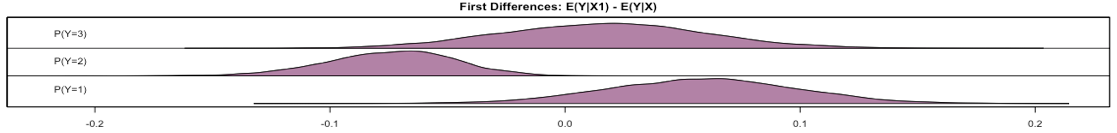 First Differences: E(Y|X1) - E(Y|X)
P(Y=3)
P(Y=2)
P(Y=1)
-0.2 -0.1 0.0 0.1 0.2